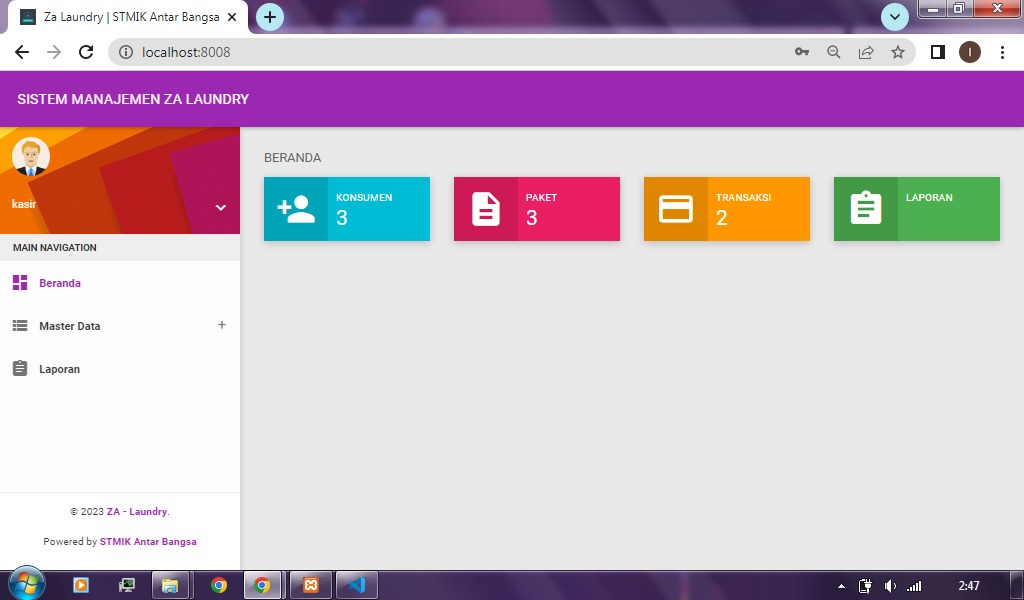 Za Laundry | STMIK Antar Bangsa
localhost:8008
I
SISTEM MANAJEMEN ZA LAUNDRY
kasir
MAIN NAVIGATION
Beranda
Master Data
Laporan
© 2023 ZA - Laundry.
Powered by STMIK Antar Bangsa
BERANDA
KONSUMEN
3
PAKET
3
TRANSAKSI
2
LAPORAN
2:47